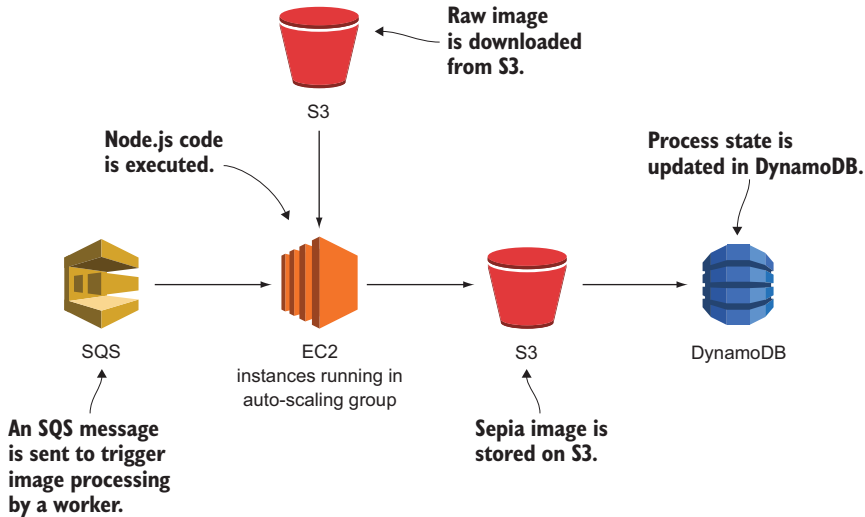 Raw image
is downloaded
from S3.
S3
Node.js code
is executed.
Process state is
updated in DynamoDB.
SQS
EC2
instances running in
auto-scaling group
S3
DynamoDB
An SQS message
is sent to trigger
image processing
by a worker.
Sepia image is
stored on S3.